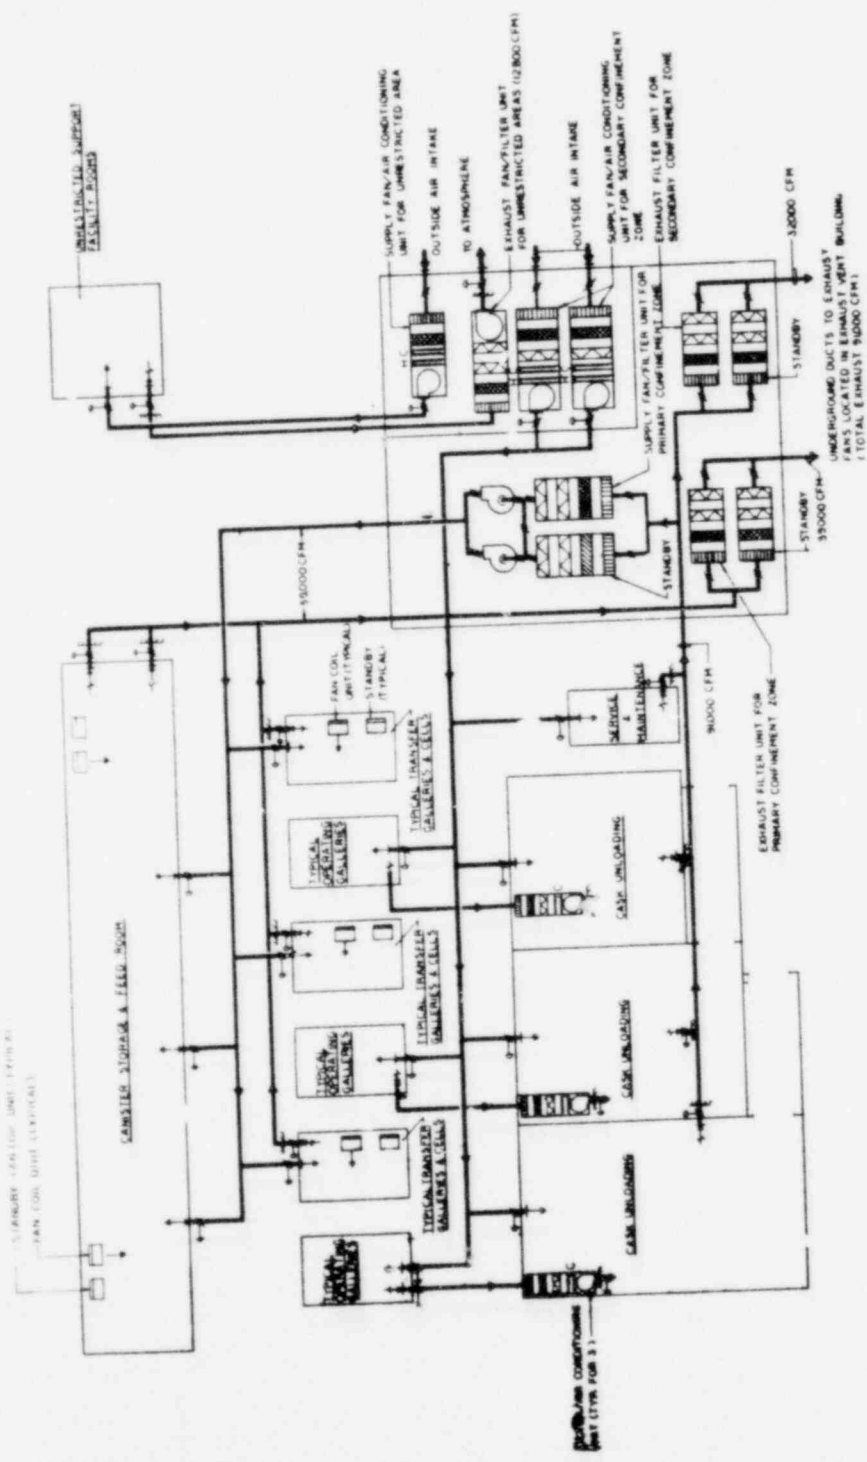 UNRESTRICTED SUPPORT
FACILITY ROOMS
SUPPLY FAN/AIR CONDITIONING
UNIT FOR UNRESTRICTED AREA
OUTSIDE AIR INTAKE
TO ATMOSPHERE
EXHAUST FAN/FILTER UNIT
FOR UNRESTRICTED AREAS (12800 CFM)
OUTSIDE AIR INTAKE
SUPPLY FAN/AIR CONDITIONING
UNIT FOR SECONDARY CONFINEMENT
ZONE
EXHAUST FILTER UNIT FOR
SECONDARY CONFINEMENT ZONE
H C
SUPPLY FAN/FILTER UNIT FOR
PRIMARY CONFINEMENT ZONE
STANDBY
32000 CFM
STANDBY
UNDERGROUND DUCTS TO EXHAUST
FANS LOCATED IN EXHAUST VENT BUILDING
(TOTAL EXHAUST 91000 CFM)
STANDBY
59000 CFM
59000 CFM
91000 CFM
EXHAUST FILTER UNIT FOR
PRIMARY CONFINEMENT ZONE
FAN COIL
UNIT (TYPICAL)
STANDBY
(TYPICAL)
TYPICAL TRANSFER
GALLERIES & CELLS
SERVICE
&
MAINTENANCE
TYPICAL
OPERATING
GALLERIES
C
CASK UNLOADING
CANISTER STORAGE & FEED ROOM
TYPICAL TRANSFER
GALLERIES & CELLS
TYPICAL
OPERATING
GALLERIES
C
CASK UNLOADING
TYPICAL TRANSFER
GALLERIES & CELLS
TYPICAL
OPERATING
GALLERIES
C
CASK UNLOADING
STANDBY FAN COIL UNIT (TYPICAL)
FAN COIL UNIT (TYPICAL)
AIR CONDITIONING
UNIT (TYP. FOR 3)